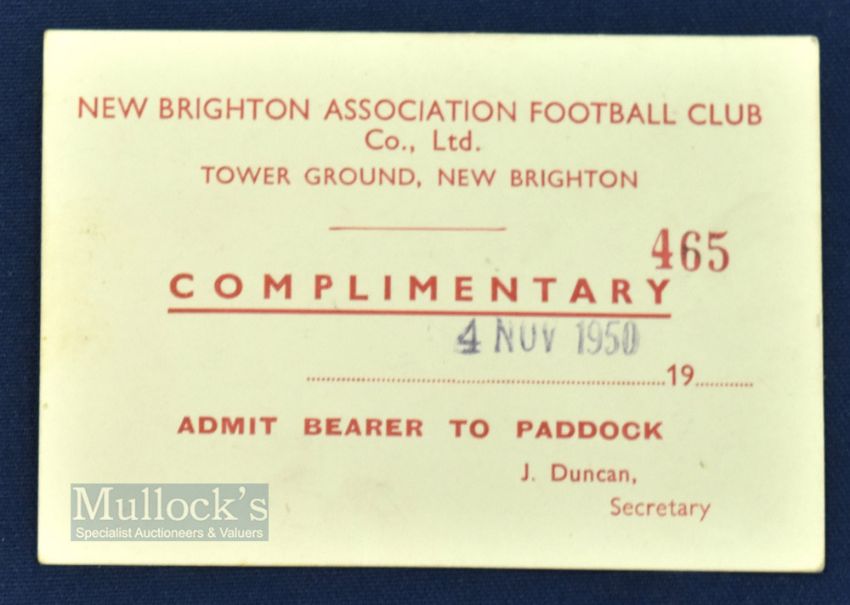 NEW BRIGHTON ASSOCIATION FOOTBALL CLUB
Co., Ltd.
TOWER GROUND, NEW BRIGHTON
465
COMPLIMENTARY
4 NOV 1950
19
ADMIT BEARER TO PADDOCK
J. Duncan,
Secretary
Mullock's
Specialist Auctioneers & Valuers